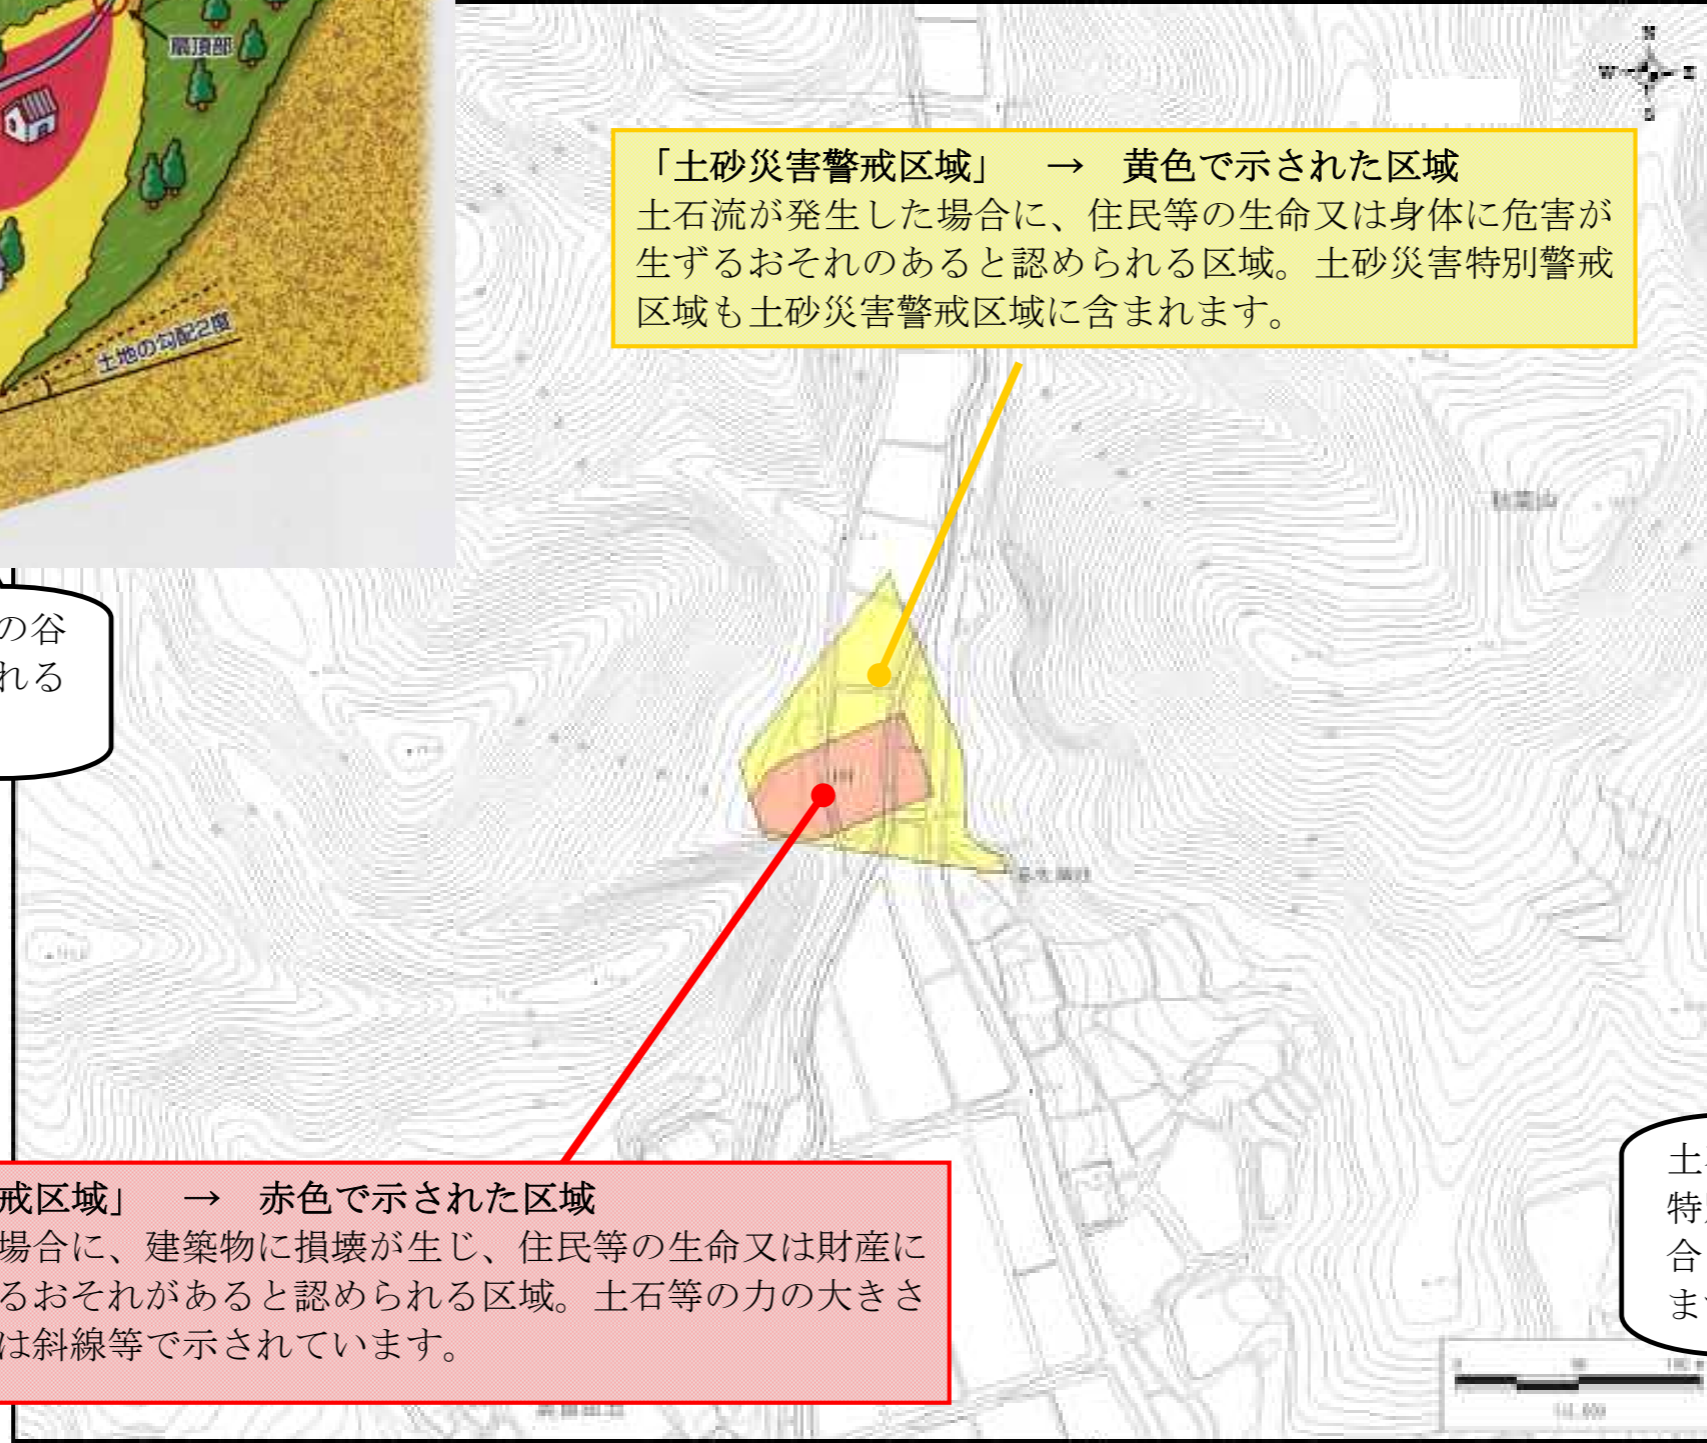 扇頂部
土地の勾配2度
N
W
E
S
「土砂災害警戒区域」 → 黄色で示された区域
土石流が発生した場合に、住民等の生命又は身体に危害が
生ずるおそれのあると認められる区域。土砂災害特別警戒
区域も土砂災害警戒区域に含まれます。
の谷
れる
戒区域」 → 赤色で示された区域
場合に、建築物に損壊が生じ、住民等の生命又は財産に
るおそれがあると認められる区域。土石等の力の大きさ
は斜線等で示されています。
土
特
合
ま